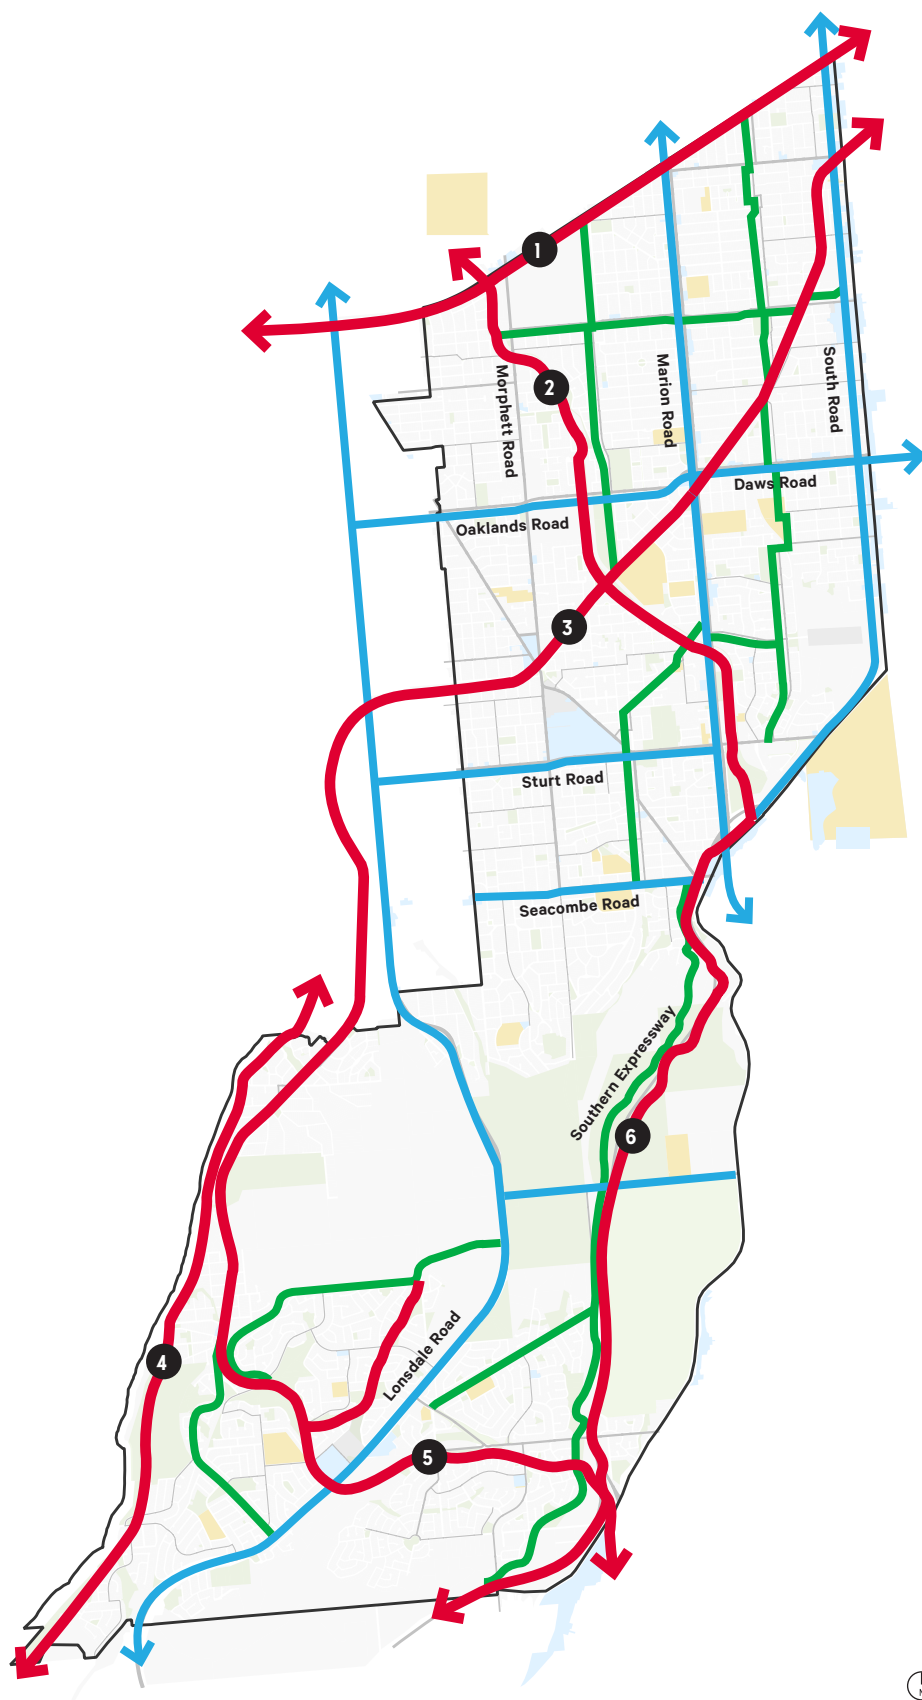 1
2
Morphett Road
Marion Road
South Road
Daws Road
Oaklands Road
3
Sturt Road
Seacombe Road
Southern Expressway
6
4
Lonsdale Road
5